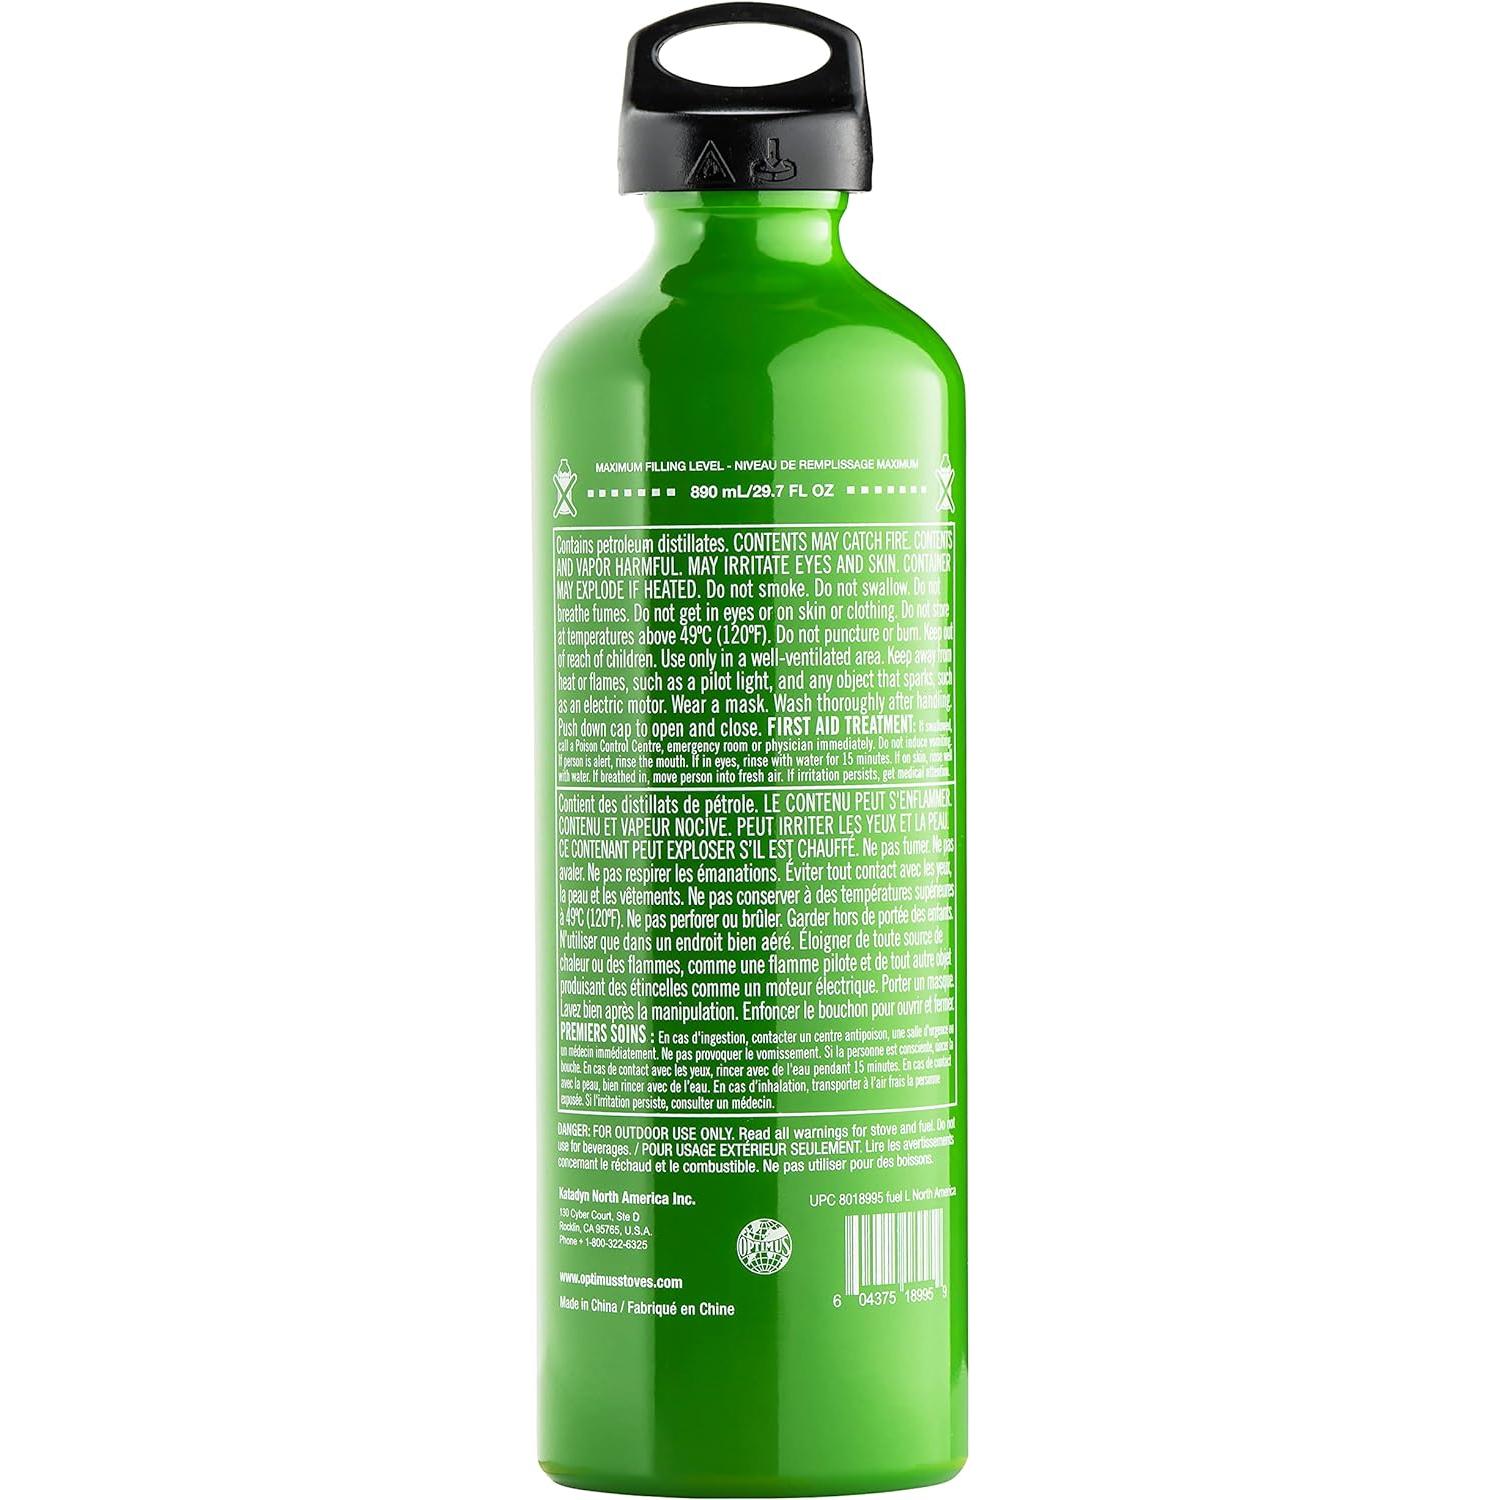 MAXIMUM FILLING LEVEL - NIVEAU DE REMPLISSAGE MAXIMUM
890 mL/29.7 FL OZ
Contains petroleum distillates. CONTENTS MAY CATCH FIRE. CONTENTS
AND VAPOR HARMFUL. MAY IRRITATE EYES AND SKIN. CONTAINER
MAY EXPLODE IF HEATED. Do not smoke. Do not swallow. Do not
breathe fumes. Do not get in eyes or on skin or clothing. Do not store
at temperatures above 49ºC (120ºF). Do not puncture or burn. Keep out
of reach of children. Use only in a well-ventilated area. Keep away from
heat or flames, such as a pilot light, and any object that sparks, such
as an electric motor. Wear a mask. Wash thoroughly after handling.
Push down cap to open and close. FIRST AID TREATMENT: If swallowed,
call a Poison Control Centre, emergency room or physician immediately. Do not induce vomiting.
If person is alert, rinse the mouth. If in eyes, rinse with water for 15 minutes. If on skin, rinse well
with water. If breathed in, move person into fresh air. If irritation persists, get medical attention.
Contient des distillats de pétrole. LE CONTENU PEUT S'ENFLAMMER.
CONTENU ET VAPEUR NOCIVE. PEUT IRRITER LES YEUX ET LA PEAU.
CE CONTENANT PEUT EXPLOSER S'IL EST CHAUFFÉ. Ne pas fumer. Ne pas
avaler. Ne pas respirer les émanations. Éviter tout contact avec les yeux,
la peau et les vêtements. Ne pas conserver à des températures supérieures
à 49ºC (120ºF). Ne pas perforer ou brûler. Garder hors de portée des enfants.
N'utiliser que dans un endroit bien aéré. Éloigner de toute source de
chaleur ou des flammes, comme une flamme pilote et de tout autre objet
produisant des étincelles comme un moteur électrique. Porter un masque.
Lavez bien après la manipulation. Enfoncer le bouchon pour ouvrir et fermer.
PREMIERS SOINS : En cas d'ingestion, contacter un centre antipoison, une salle d'urgence ou
un médecin immédiatement. Ne pas provoquer le vomissement. Si la personne est consciente, rincer la
bouche. En cas de contact avec les yeux, rincer avec de l'eau pendant 15 minutes. En cas de contact
avec la peau, bien rincer avec de l'eau. En cas d'inhalation, transporter à l'air frais la personne
exposée. Si l'irritation persiste, consulter un médecin.
DANGER: FOR OUTDOOR USE ONLY. Read all warnings for stove and fuel. Do not
use for beverages. / POUR USAGE EXTÉRIEUR SEULEMENT. Lire les avertissements
concernant le réchaud et le combustible. Ne pas utiliser pour des boissons.
Katadyn North America Inc.
130 Cyber Court, Ste D
Rocklin, CA 95765, U.S.A.
Phone + 1-800-322-6325
www.optimusstoves.com
Made in China / Fabriqué en Chine
OPTIMUS
UPC 8018995 fuel L North America
6 04375 18995 9